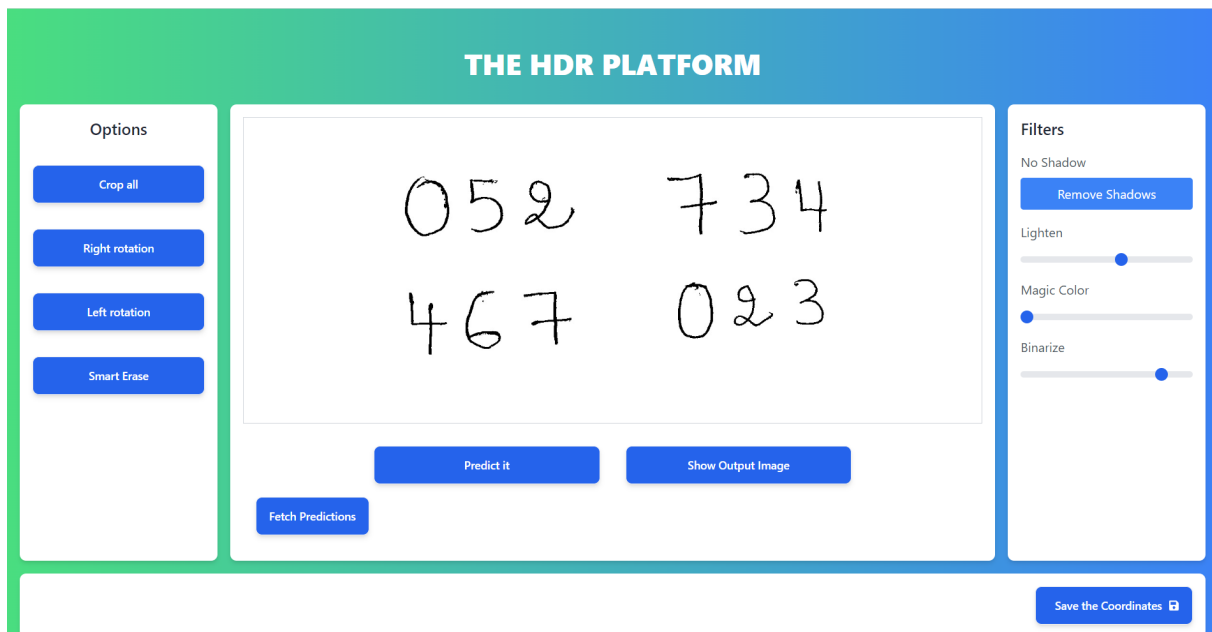 THE HDR PLATFORM
Options
Crop all
Right rotation
Left rotation
Smart Erase
052 734
467 023
Predict it Show Output Image
Fetch Predictions
Filters
No Shadow
Remove Shadows
Lighten
Magic Color
Binarize
Save the Coordinates